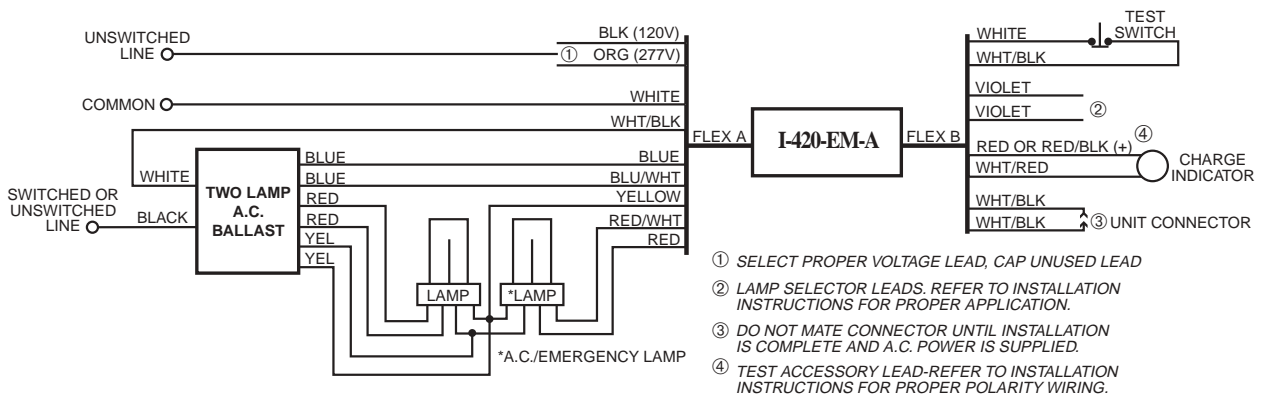 UNSWITCHED
LINE
BLK (120V)
① ORG (277V)
COMMON
WHITE
WHT/BLK
WHITE
BLUE
BLUE
RED
RED
YEL
YEL
BLUE
BLU/WHT
YELLOW
RED/WHT
RED
SWITCHED OR
UNSWITCHED
LINE
BLACK
TWO LAMP
A.C.
BALLAST
LAMP
*LAMP
*A.C./EMERGENCY LAMP
FLEX A
I-420-EM-A
FLEX B
WHITE
WHT/BLK
TEST
SWITCH
VIOLET
VIOLET
②
RED OR RED/BLK (+)
④
WHT/RED
CHARGE
INDICATOR
WHT/BLK
WHT/BLK
③ UNIT CONNECTOR
① SELECT PROPER VOLTAGE LEAD, CAP UNUSED LEAD
② LAMP SELECTOR LEADS. REFER TO INSTALLATION
INSTRUCTIONS FOR PROPER APPLICATION.
③ DO NOT MATE CONNECTOR UNTIL INSTALLATION
IS COMPLETE AND A.C. POWER IS SUPPLIED.
④ TEST ACCESSORY LEAD-REFER TO INSTALLATION
INSTRUCTIONS FOR PROPER POLARITY WIRING.